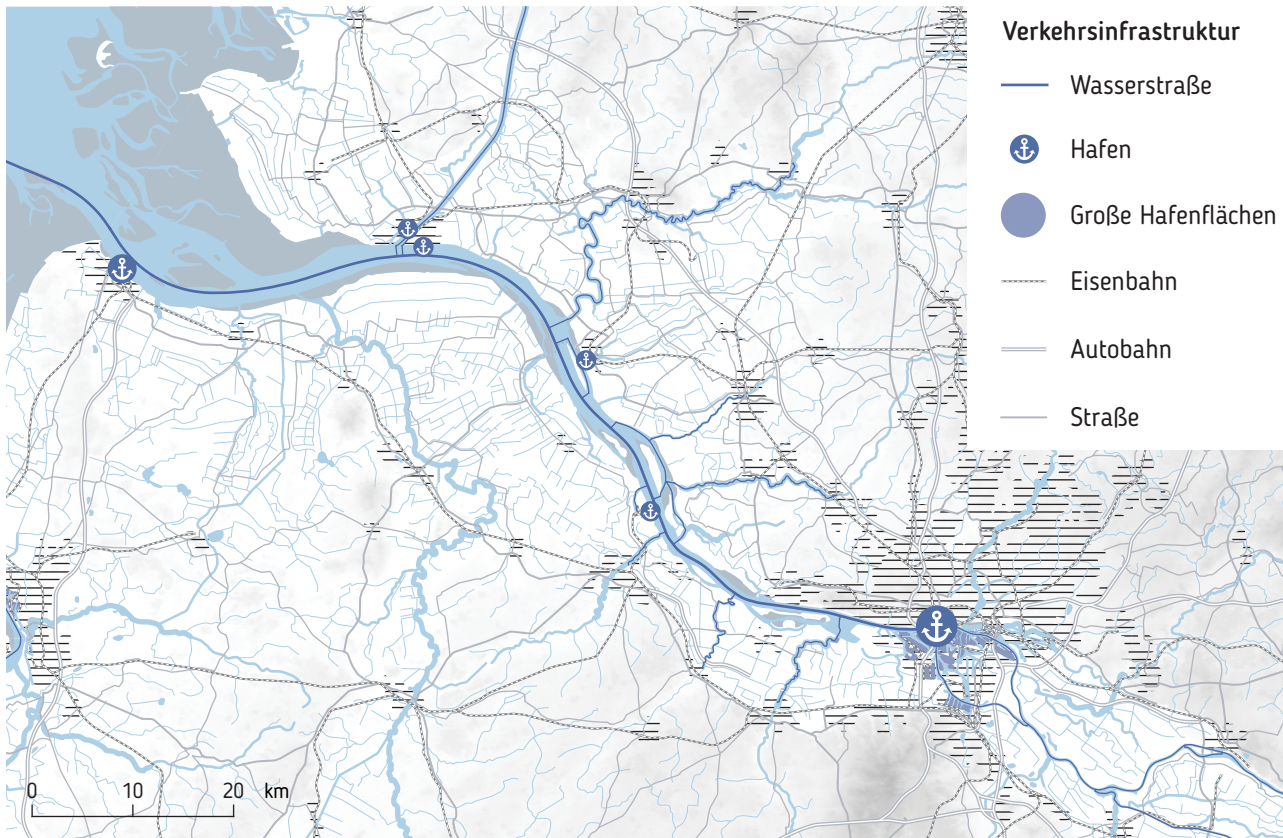 Verkehrsinfrastruktur
Wasserstraße
Hafen
Große Hafenflächen
Eisenbahn
Autobahn
Straße
0 10 20 km